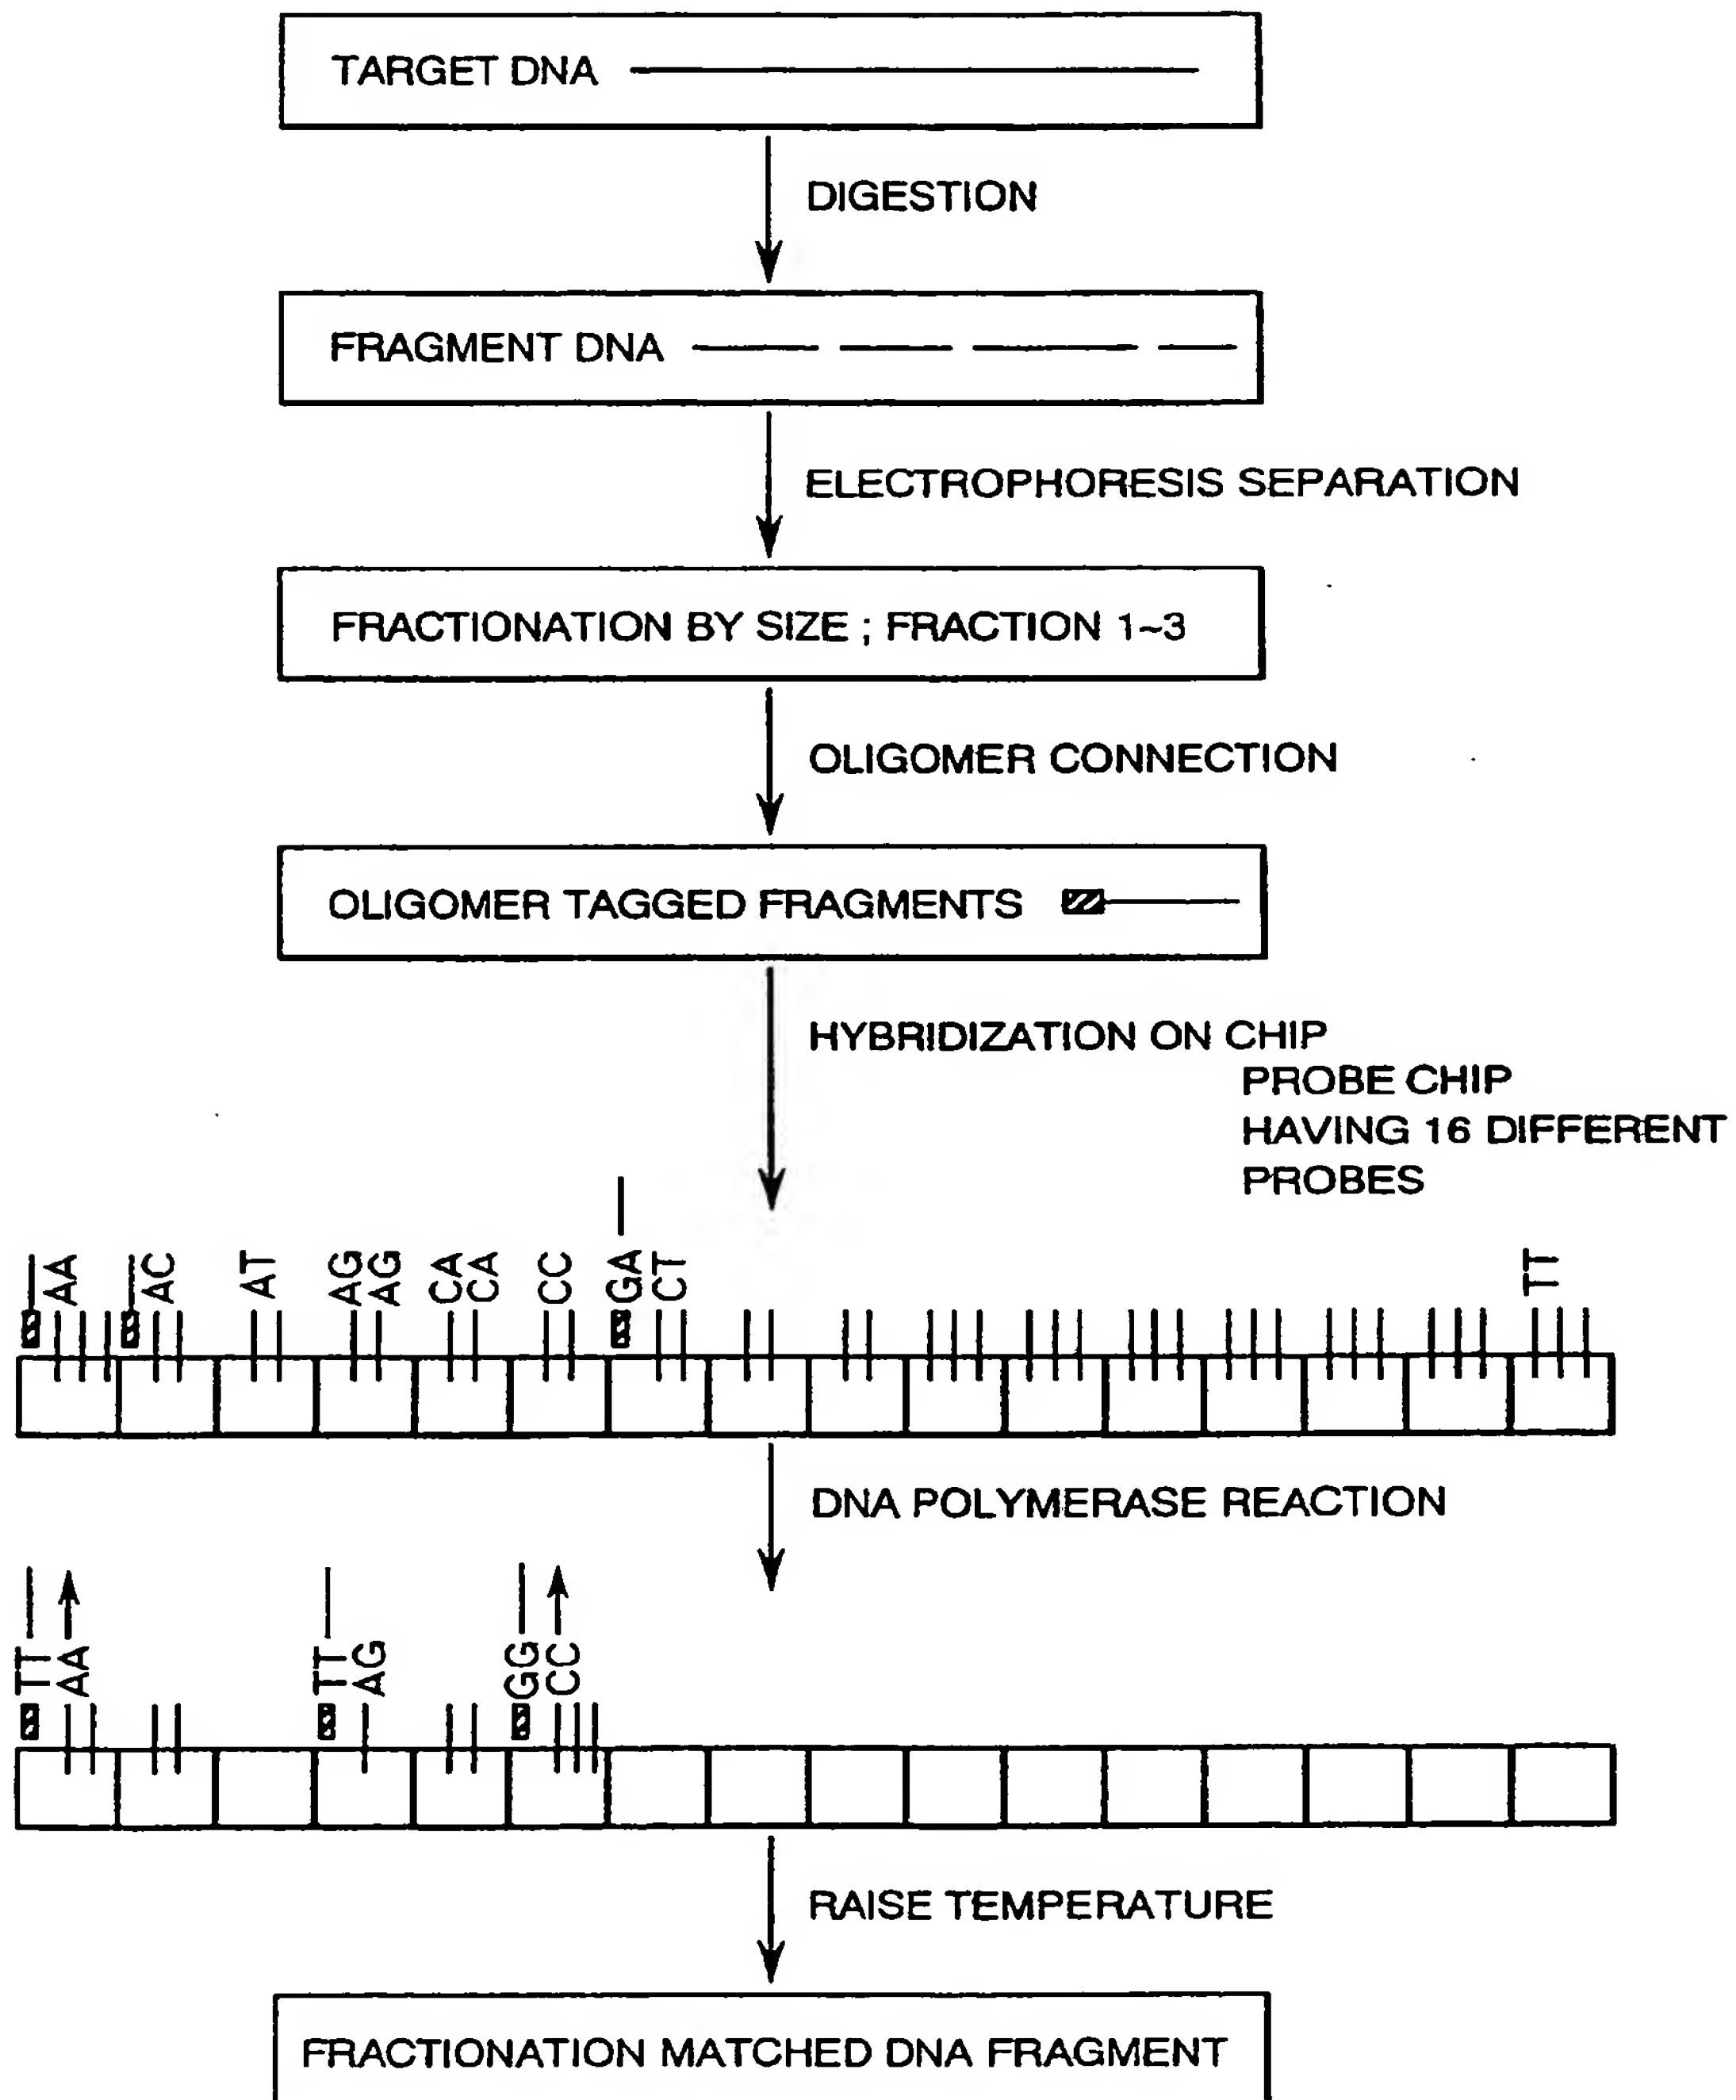 TARGET DNA
DIGESTION
FRAGMENT DNA
ELECTROPHORESIS SEPARATION
FRACTIONATION BY SIZE ; FRACTION 1~3
OLIGOMER CONNECTION
OLIGOMER TAGGED FRAGMENTS
HYBRIDIZATION ON CHIP
PROBE CHIP
HAVING 16 DIFFERENT
PROBES
AA
AC
AT
AG
AG
CA
CA
CC
GA
CT
TT
DNA POLYMERASE REACTION
TT
AA
TT
AG
GG
CC
RAISE TEMPERATURE
FRACTIONATION MATCHED DNA FRAGMENT